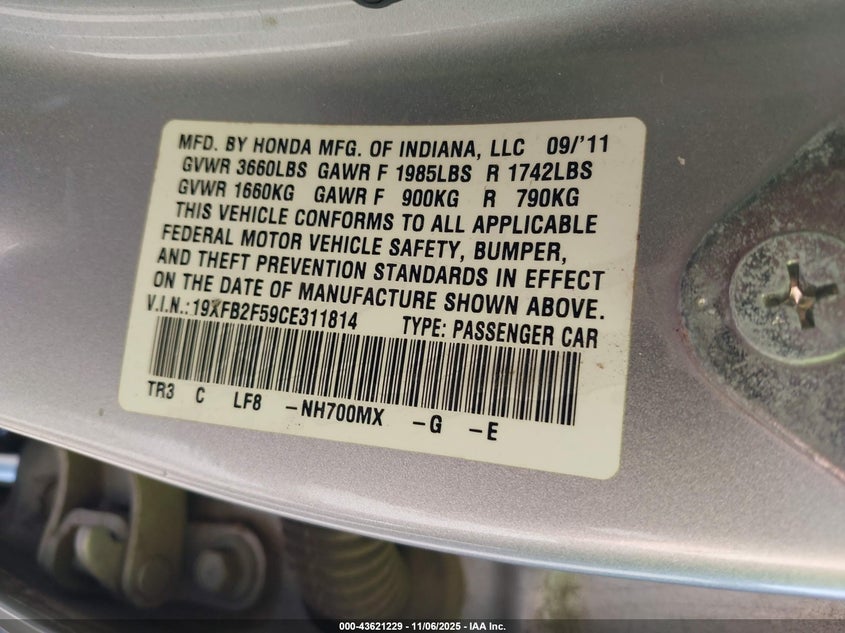 MFD. BY HONDA MFG. OF INDIANA, LLC 09/'11
GVWR 3660LBS GAWR F 1985LBS R 1742LBS
GVWR 1660KG GAWR F 900KG R 790KG
THIS VEHICLE CONFORMS TO ALL APPLICABLE
FEDERAL MOTOR VEHICLE SAFETY, BUMPER,
AND THEFT PREVENTION STANDARDS IN EFFECT
ON THE DATE OF MANUFACTURE SHOWN ABOVE.
V.I.N.:19XFB2F59CE311814 TYPE: PASSENGER CAR
TR3 C LF8 -NH700MX -G -E
000-43621229 - 11/06/2025 - IAA Inc.